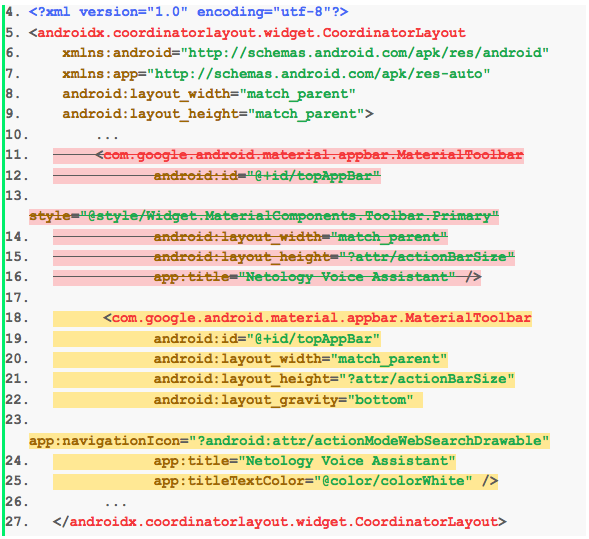 4. <?xml version="1.0" encoding="utf-8"?>
5. <androidx.coordinatorlayout.widget.CoordinatorLayout
6.     xmlns:android="http://schemas.android.com/apk/res/android"
7.     xmlns:app="http://schemas.android.com/apk/res-auto"
8.     android:layout_width="match_parent"
9.     android:layout_height="match_parent">
10.         ...
11.         <com.google.android.material.appbar.MaterialToolbar
12.                android:id="@+id/topAppBar"
13.
style="@style/Widget.MaterialComponents.Toolbar.Primary"
14.                android:layout_width="match_parent"
15.                android:layout_height="?attr/actionBarSize"
16.                app:title="Netology Voice Assistant" />
17.
18.         <com.google.android.material.appbar.MaterialToolbar
19.                android:id="@+id/topAppBar"
20.                android:layout_width="match_parent"
21.                android:layout_height="?attr/actionBarSize"
22.                android:layout_gravity="bottom"
23.
app:navigationIcon="?android:attr/actionModeWebSearchDrawable"
24.                app:title="Netology Voice Assistant"
25.                app:titleTextColor="@color/colorWhite" />
26.         ...
27.   </androidx.coordinatorlayout.widget.CoordinatorLayout>